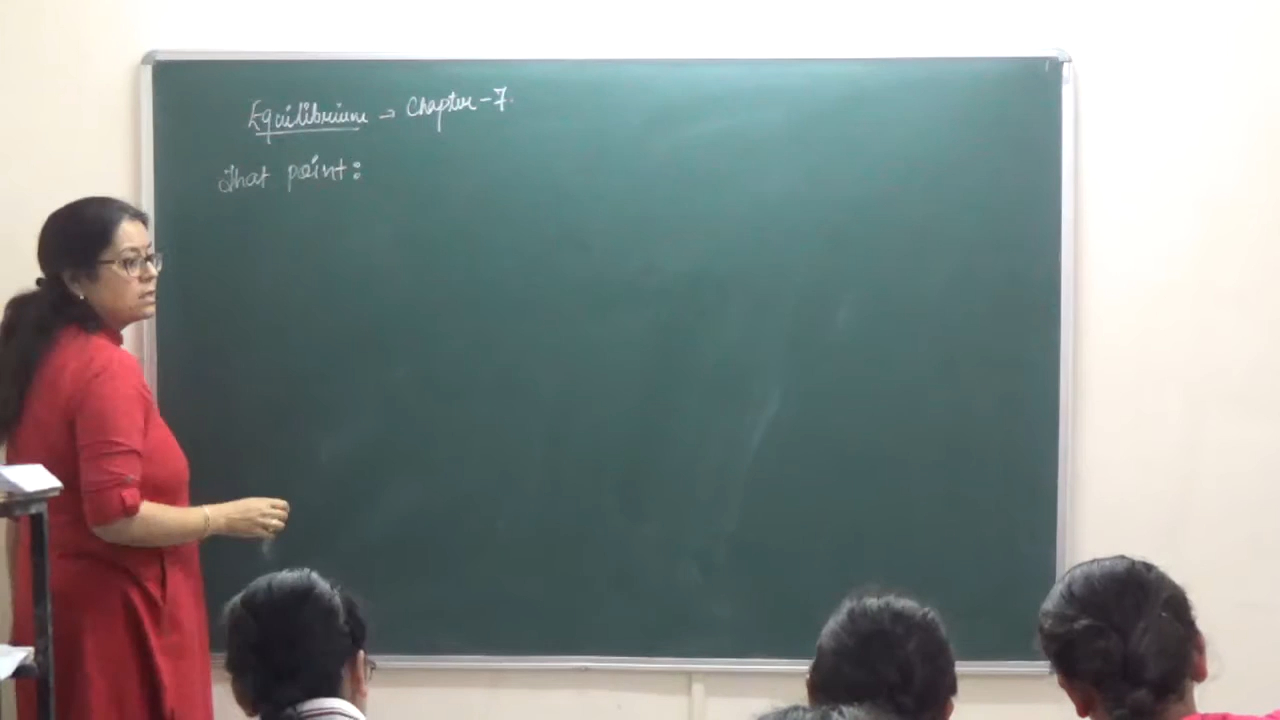 Equilibrium → Chapter - 7.
That point :